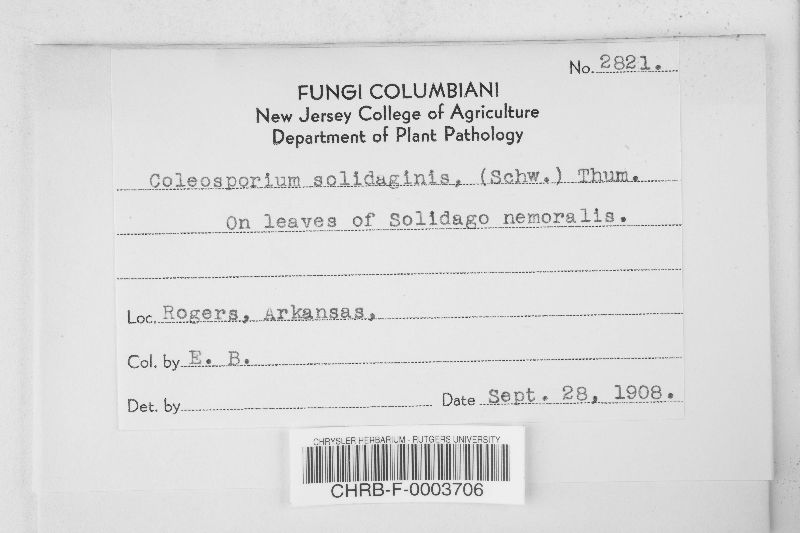 No. 2821.
FUNGI COLUMBIANI
New Jersey College of Agriculture
Department of Plant Pathology
Coleosporium solidaginis, (Schw.) Thum.
On leaves of Solidago nemoralis.
Loc. Rogers, Arkansas,
Col. by E. B.
Det. by Date Sept. 28, 1908.
CHRYSLER HERBARIUM - RUTGERS UNIVERSITY
CHRB-F-0003706